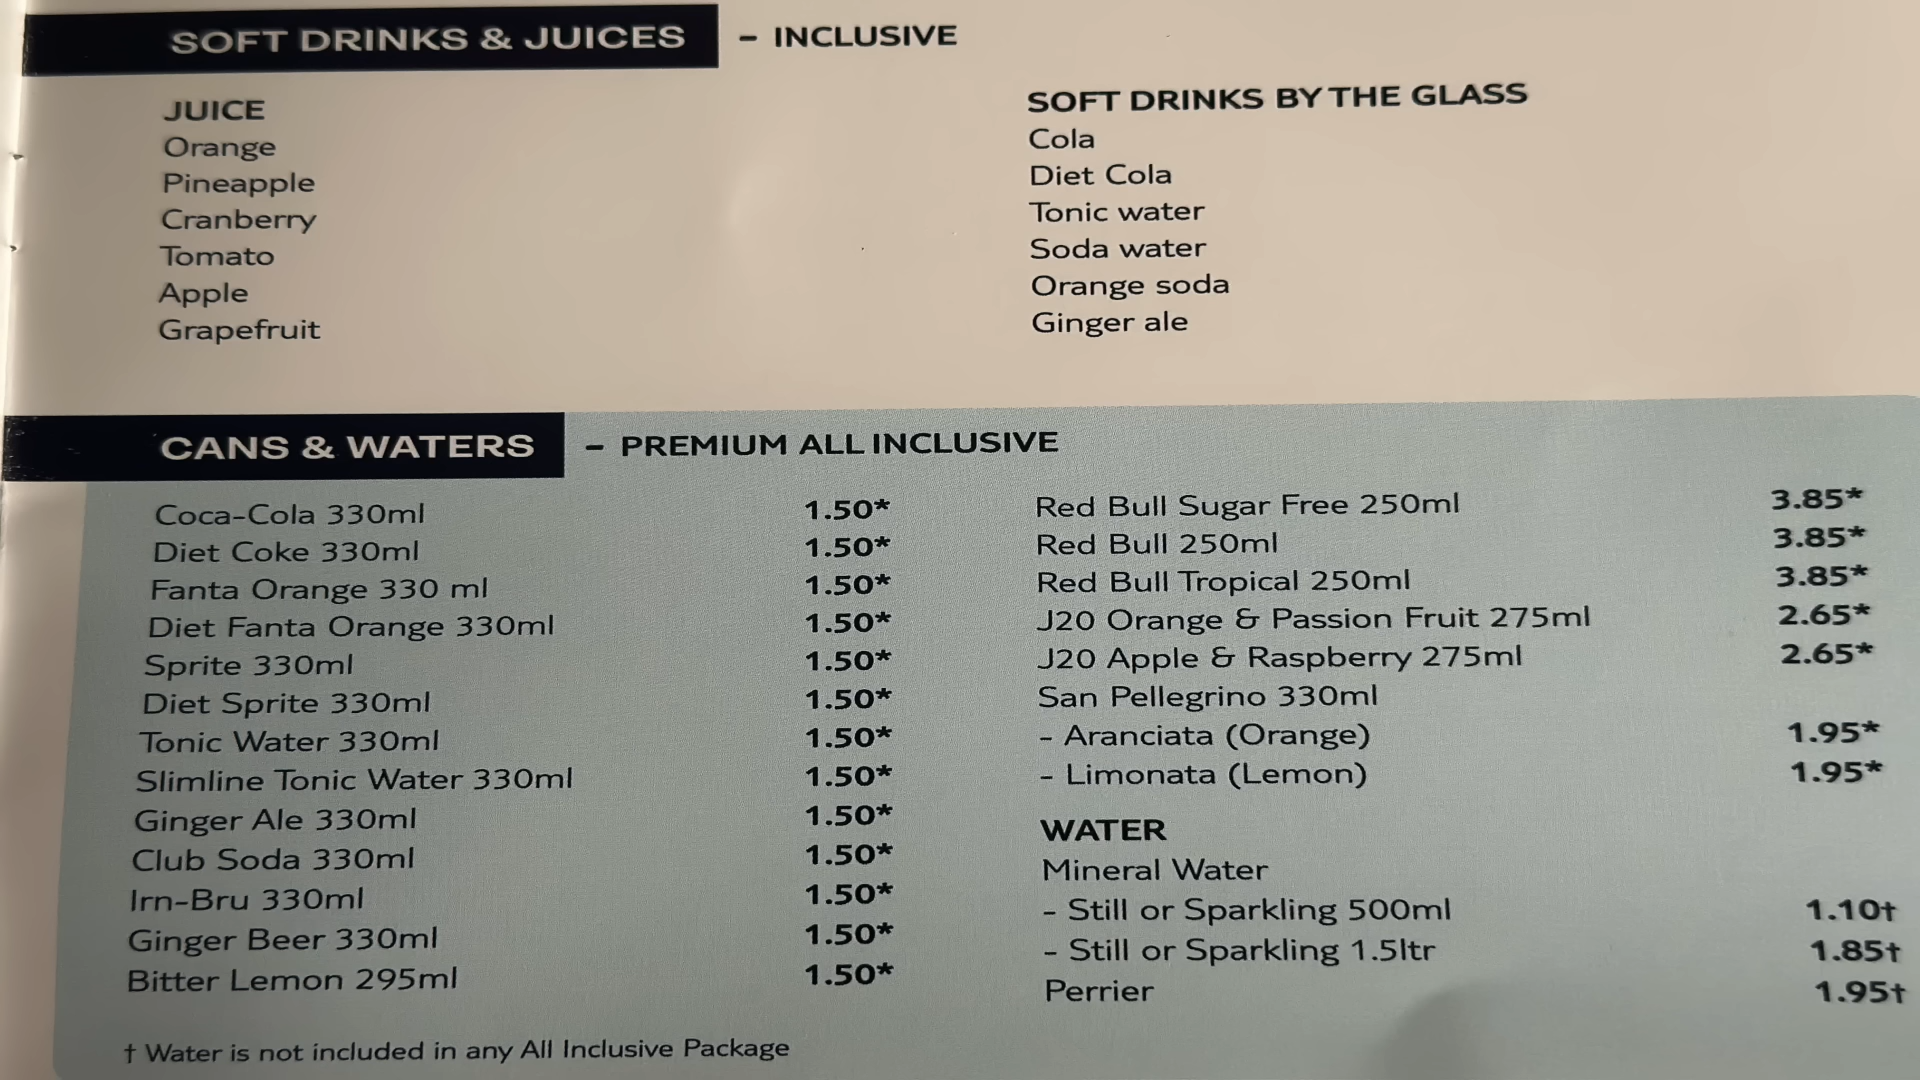 SOFT DRINKS & JUICES - INCLUSIVE
JUICE
Orange
Pineapple
Cranberry
Tomato
Apple
Grapefruit
SOFT DRINKS BY THE GLASS
Cola
Diet Cola
Tonic water
Soda water
Orange soda
Ginger ale
CANS & WATERS - PREMIUM ALL INCLUSIVE
Coca-Cola 330ml 1.50*
Diet Coke 330ml 1.50*
Fanta Orange 330 ml 1.50*
Diet Fanta Orange 330ml 1.50*
Sprite 330ml 1.50*
Diet Sprite 330ml 1.50*
Tonic Water 330ml 1.50*
Slimline Tonic Water 330ml 1.50*
Ginger Ale 330ml 1.50*
Club Soda 330ml 1.50*
Irn-Bru 330ml 1.50*
Ginger Beer 330ml 1.50*
Bitter Lemon 295ml 1.50*
Red Bull Sugar Free 250ml 3.85*
Red Bull 250ml 3.85*
Red Bull Tropical 250ml 3.85*
J20 Orange & Passion Fruit 275ml 2.65*
J20 Apple & Raspberry 275ml 2.65*
San Pellegrino 330ml
- Aranciata (Orange) 1.95*
- Limonata (Lemon) 1.95*
WATER
Mineral Water
- Still or Sparkling 500ml 1.10†
- Still or Sparkling 1.5ltr 1.85†
Perrier 1.95†
† Water is not included in any All Inclusive Package